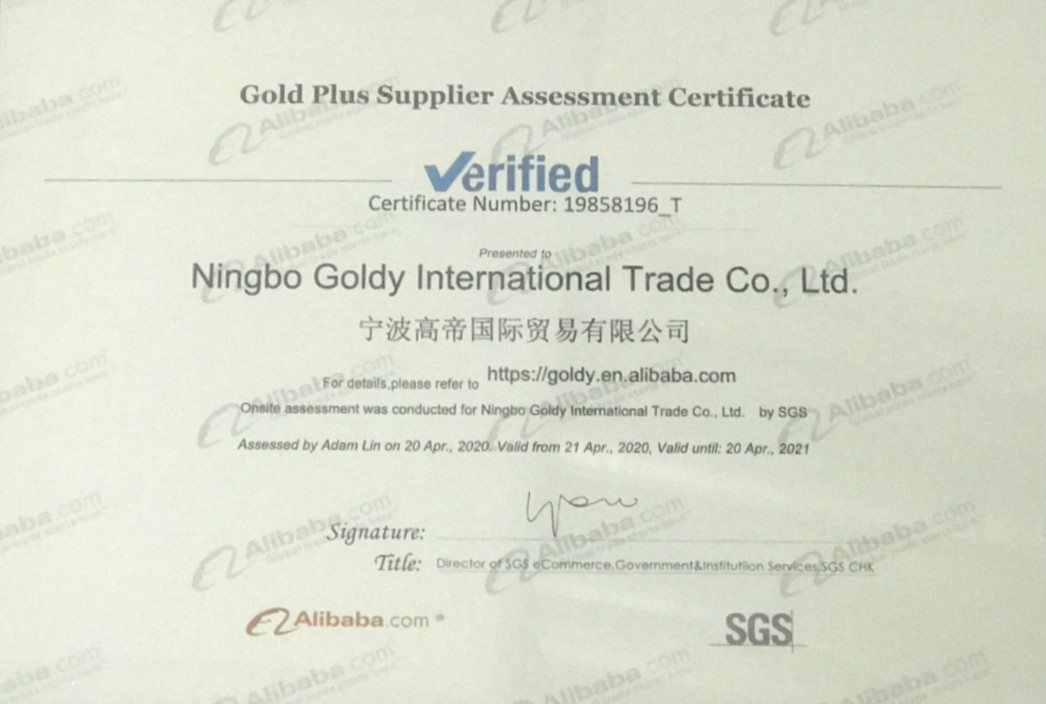 Gold Plus Supplier Assessment Certificate
Verified
Certificate Number: 19858196_T
Presented to
Ningbo Goldy International Trade Co., Ltd.
宁波高帝国际贸易有限公司
For details,please refer to https://goldy.en.alibaba.com
Onsite assessment was conducted for Ningbo Goldy International Trade Co., Ltd. by SGS
Assessed by Adam Lin on 20 Apr., 2020. Valid from 21 Apr., 2020, Valid until: 20 Apr., 2021
Signature:
Title: Director of SGS eCommerce,Government&Institutiion Services,SGS CHK
Alibaba.com®
SGS